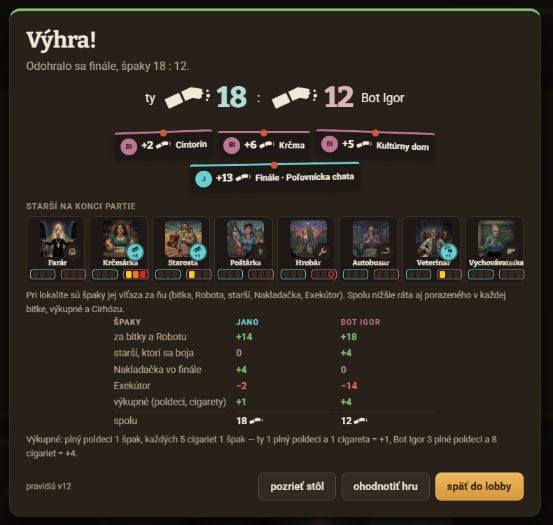 Výhra!
Odohralo sa finále, špaky 18 : 12.
ty 18 : 12 Bot Igor
BI +2 Cintorín BI +6 Krčma BI +5 Kultúrny dom
J +13 Finále · Poľovnícka chata
STARŠÍ NA KONCI PARTIE
Farár Krčmárka Starosta Poštárka Hrobár Autobusár Veterinár Vychovávateľka
Pri lokalite sú špaky jej víťaza za ňu (bitka, Robota, starší, Nakladačka, Exekútor). Spolu nižšie ráta aj porazeného v každej
bitke, výkupné a Cirhózu.
ŠPAKY JANO BOT IGOR
za bitky a Robotu +14 +18
starší, ktorí sa boja 0 +4
Nakladačka vo finále +4 0
Exekútor −2 −14
výkupné (poldeci, cigarety) +1 +4
spolu 18 12
Výkupné: plný poldeci 1 špak, každých 5 cigariet 1 špak — ty 1 plný poldeci a 1 cigareta = +1, Bot Igor 3 plné poldeci a 8
cigariet = +4.
pravidlá v12 pozrieť stôl ohodnotiť hru späť do lobby